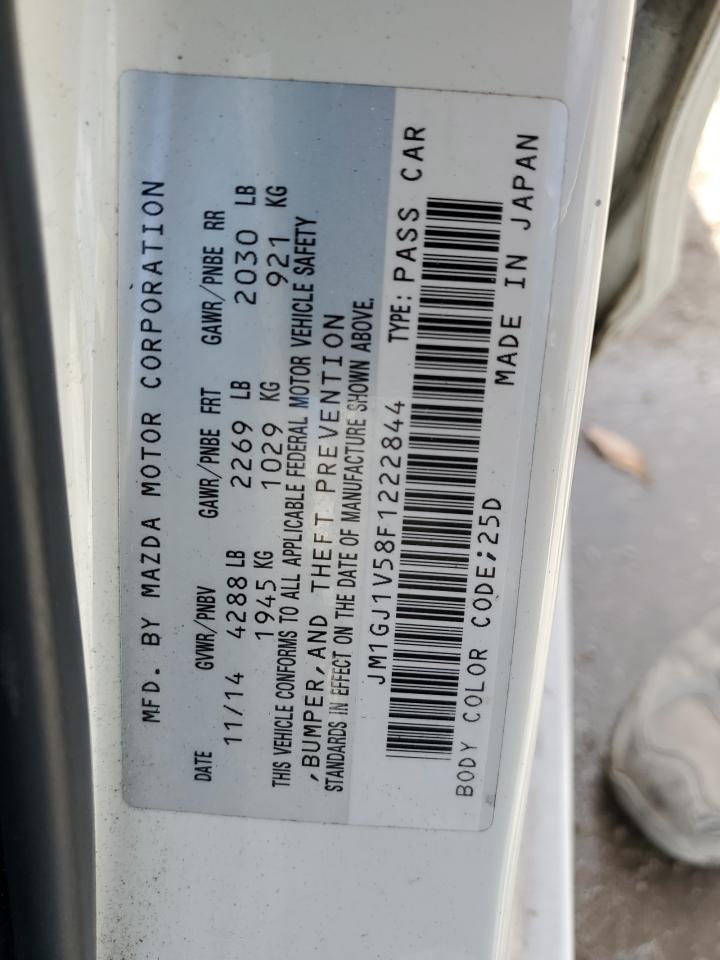 MFD. BY MAZDA MOTOR CORPORATION
DATE GVWR/PNBV GAWR/PNBE FRT GAWR/PNBE RR
11/14 4288 LB 2269 LB 2030 LB
1945 KG 1029 KG 921 KG
THIS VEHICLE CONFORMS TO ALL APPLICABLE FEDERAL MOTOR VEHICLE SAFETY
,BUMPER,AND THEFT PREVENTION
STANDARDS IN EFFECT ON THE DATE OF MANUFACTURE SHOWN ABOVE.
JM1GJ1V58F1222844 TYPE: PASS CAR
BODY COLOR CODE;25D
MADE IN JAPAN